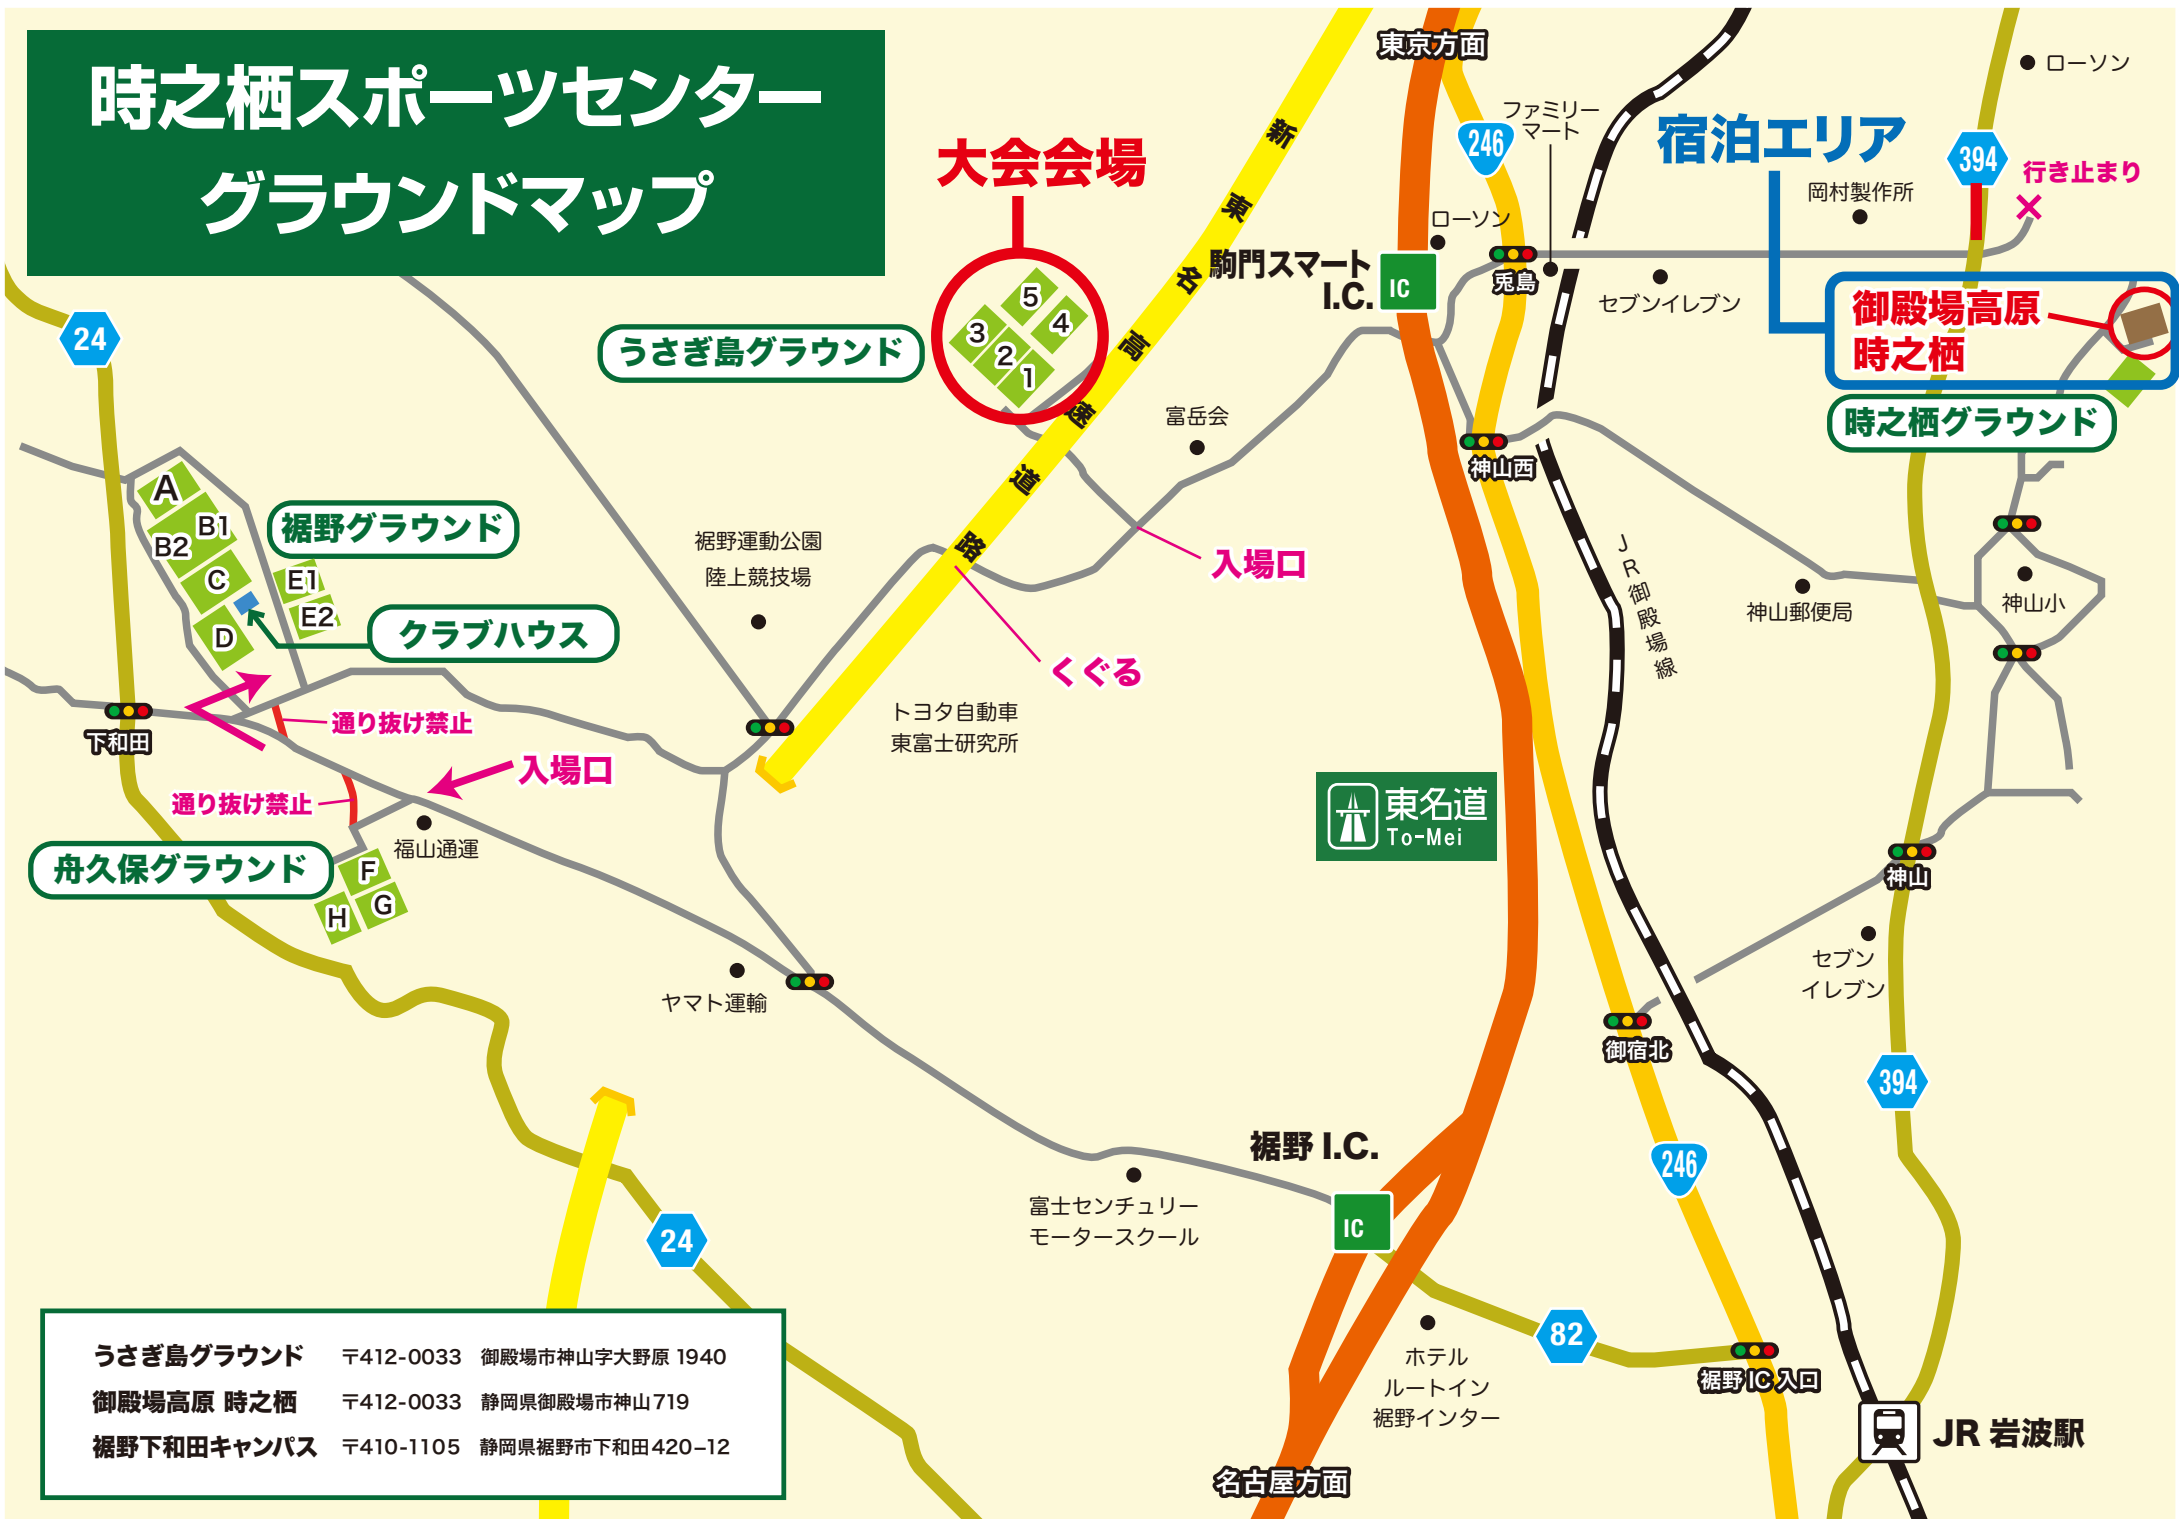 時之栖スポーツセンター
グラウンドマップ
東京方面
新東名高速道路
大会会場
宿泊エリア
ファミリー
マート
246
394
ローソン
行き止まり
岡村製作所
ローソン
駒門スマート
I.C.
IC
兎島
セブンイレブン
御殿場高原
時之栖
時之栖グラウンド
24
うさぎ島グラウンド
5
4
3
2
1
富岳会
神山西
A
B1
B2
C
D
E1
E2
裾野グラウンド
クラブハウス
裾野運動公園
陸上競技場
入場口
くぐる
JR御殿場線
神山郵便局
神山小
下和田
通り抜け禁止
通り抜け禁止
入場口
トヨタ自動車
東富士研究所
東名道
To-Mei
福山通運
舟久保グラウンド
F
G
H
神山
セブン
イレブン
ヤマト運輸
御宿北
394
裾野 I.C.
IC
246
富士センチュリー
モータースクール
24
82
ホテル
ルートイン
裾野インター
裾野 IC 入口
JR 岩波駅
名古屋方面
うさぎ島グラウンド 〒412-0033 御殿場市神山字大野原 1940
御殿場高原 時之栖 〒412-0033 静岡県御殿場市神山719
裾野下和田キャンパス 〒410-1105 静岡県裾野市下和田420–12